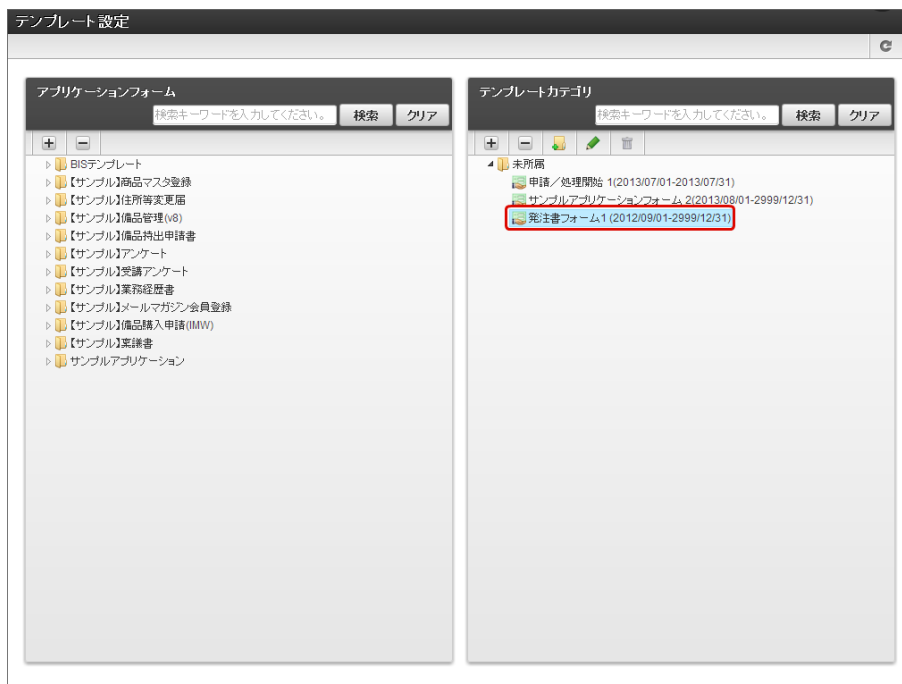 テンプレート設定
アプリケーションフォーム
検索キーワードを入力してください。 検索 クリア
BISテンプレート
【サンプル】商品マスタ登録
【サンプル】住所等変更届
【サンプル】備品管理(v8)
【サンプル】備品持出申請書
【サンプル】アンケート
【サンプル】受講アンケート
【サンプル】業務経歴書
【サンプル】メールマガジン会員登録
【サンプル】備品購入申請(IMW)
【サンプル】稟議書
サンプルアプリケーション
テンプレートカテゴリ
検索キーワードを入力してください。 検索 クリア
未所属
申請／処理開始 1(2013/07/01-2013/07/31)
サンプルアプリケーションフォーム 2(2013/08/01-2999/12/31)
発注書フォーム1 (2012/09/01-2999/12/31)